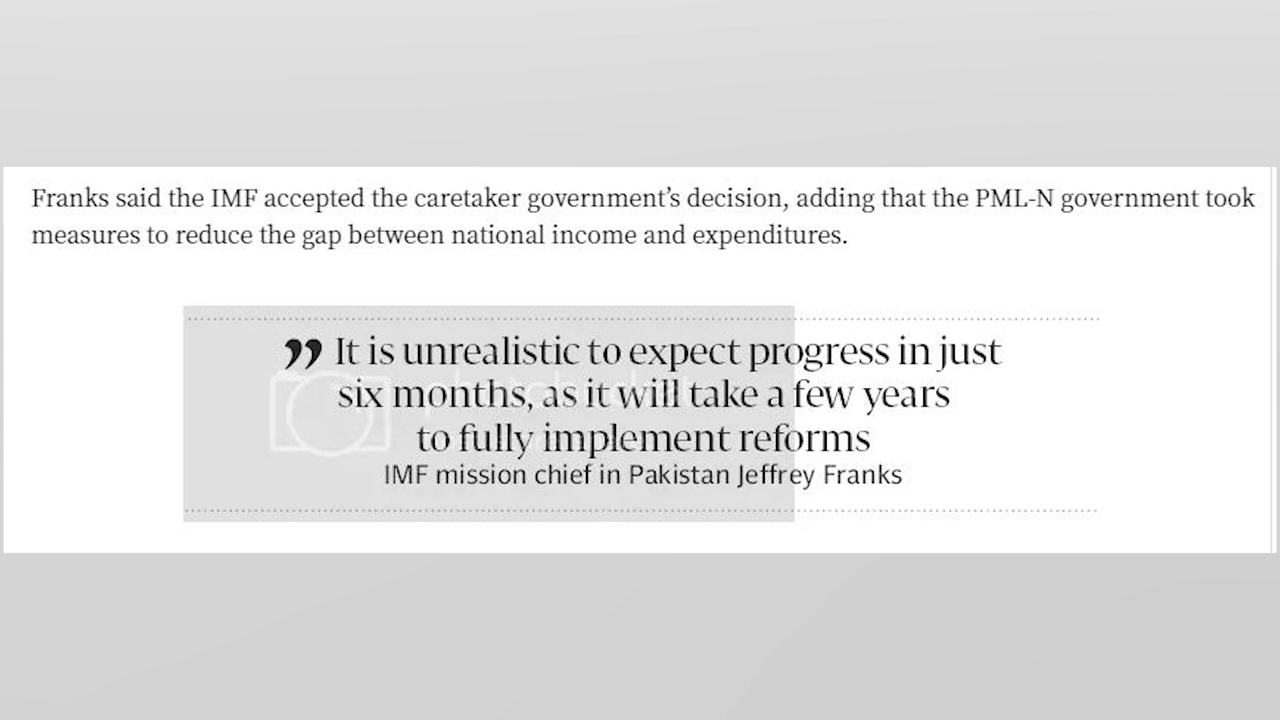 Franks said the IMF accepted the caretaker government’s decision, adding that the PML-N government took
measures to reduce the gap between national income and expenditures.
” It is unrealistic to expect progress in just
six months, as it will take a few years
to fully implement reforms
IMF mission chief in Pakistan Jeffrey Franks